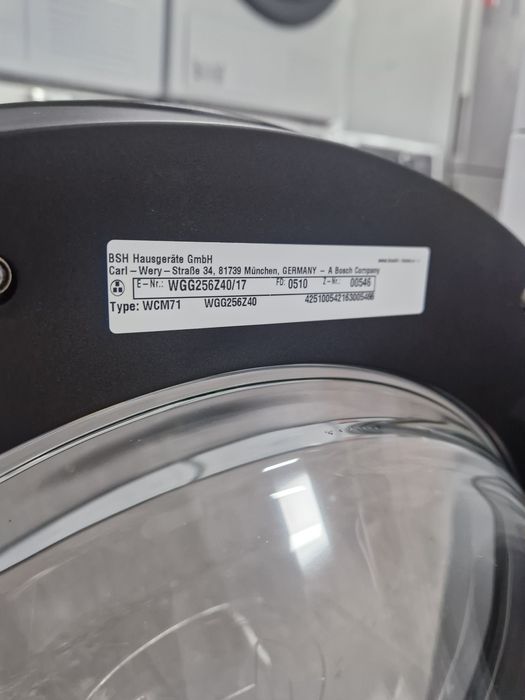 BSH Hausgeräte GmbH
Carl – Wery – Straße 34, 81739 München, GERMANY – A Bosch Company
E – Nr.: WGG256Z40/17 FD: 0510 Z – Nr.: 00546
Type: WCM71 WGG256Z40 425100542163005466